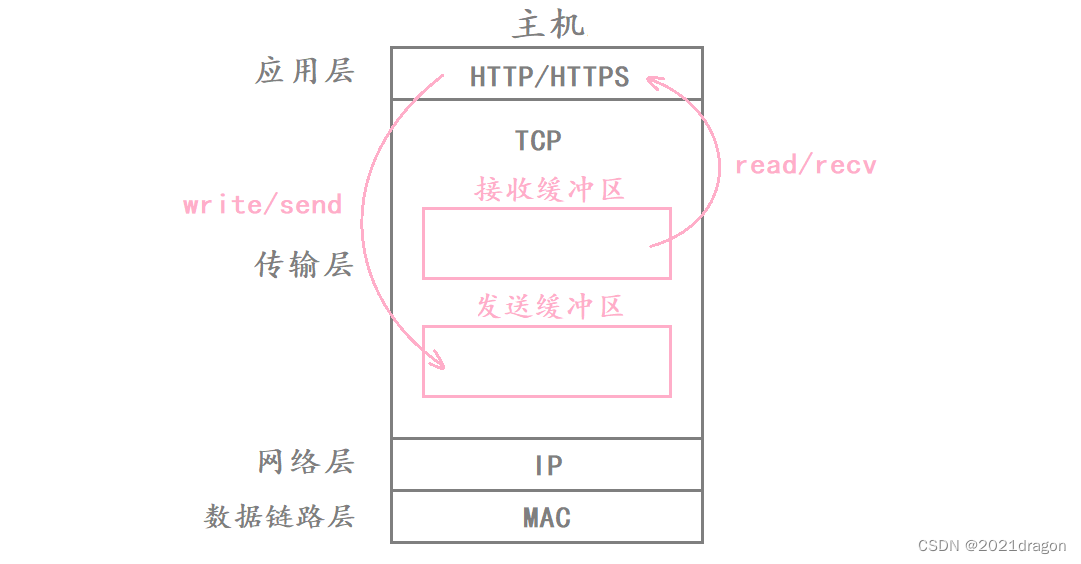 主机
应用层
HTTP/HTTPS
TCP
read/recv
接收缓冲区
write/send
传输层
发送缓冲区
网络层
IP
数据链路层
MAC
CSDN @2021dragon